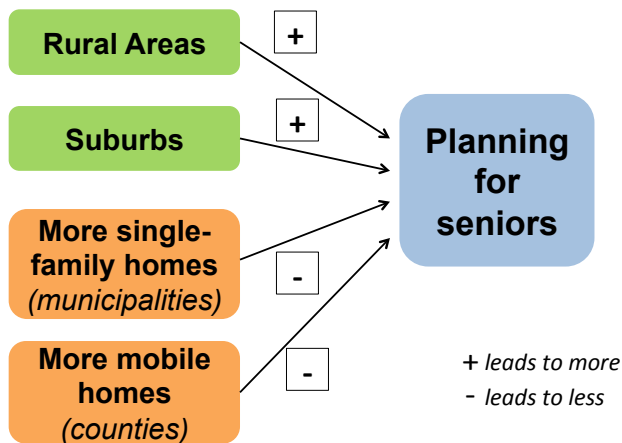 Rural Areas
+
Suburbs
+
Planning
for
seniors
More single-
family homes
(municipalities)
-
More mobile
homes
(counties)
-
+ leads to more
- leads to less